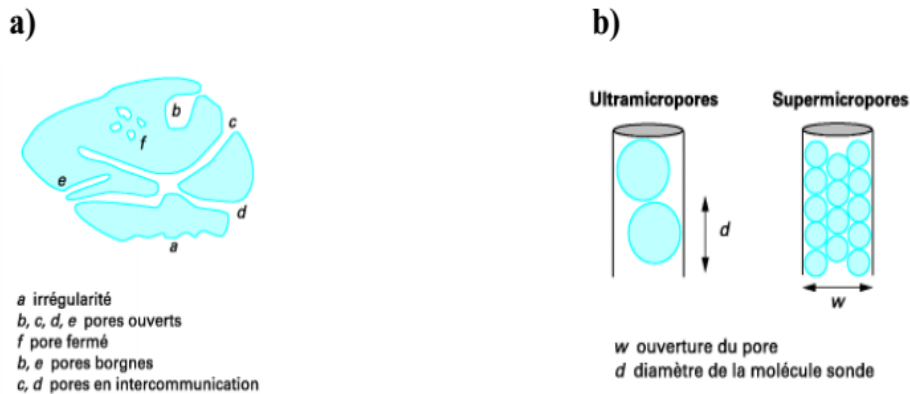 a)
b
c
f
e
d
a
a irrégularité
b, c, d, e pores ouverts
f pore fermé
b, e pores borgnes
c, d pores en intercommunication
b)
Ultramicropores
Supermicropores
d
w
w ouverture du pore
d diamètre de la molécule sonde